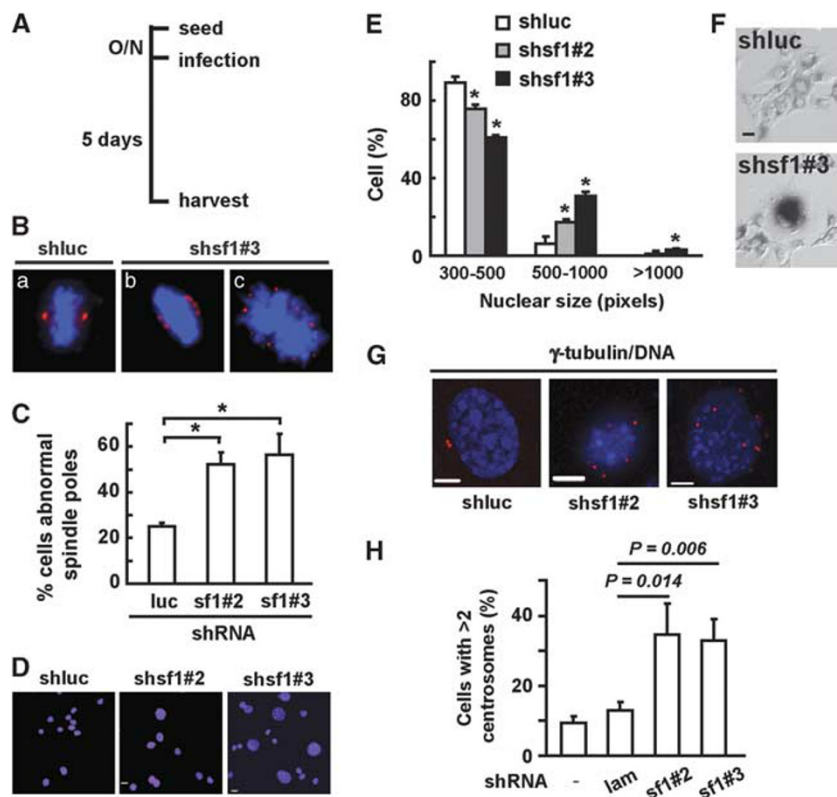 A
O/N
seed
infection
5 days
harvest
B
shluc
shsf1#3
a
b
c
C
% cells abnormal
spindle poles
60
40
20
0
*
*
luc
sf1#2
sf1#3
shRNA
D
shluc
shsf1#2
shsf1#3
E
shluc
shsf1#2
shsf1#3
Cell (%)
80
40
0
*
*
*
*
*
300-500
500-1000
>1000
Nuclear size (pixels)
F
shluc
shsf1#3
G
γ-tubulin/DNA
shluc
shsf1#2
shsf1#3
H
P = 0.006
P = 0.014
Cells with >2
centrosomes (%)
40
20
0
shRNA
-
lam
sf1#2
sf1#3